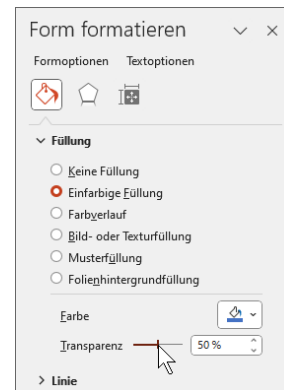 Form formatieren
Formoptionen Textoptionen
Füllung
Keine Füllung
Einfarbige Füllung
Farbverlauf
Bild- oder Texturfüllung
Musterfüllung
Folienhintergrundfüllung
Farbe
Transparenz 50 %
Linie